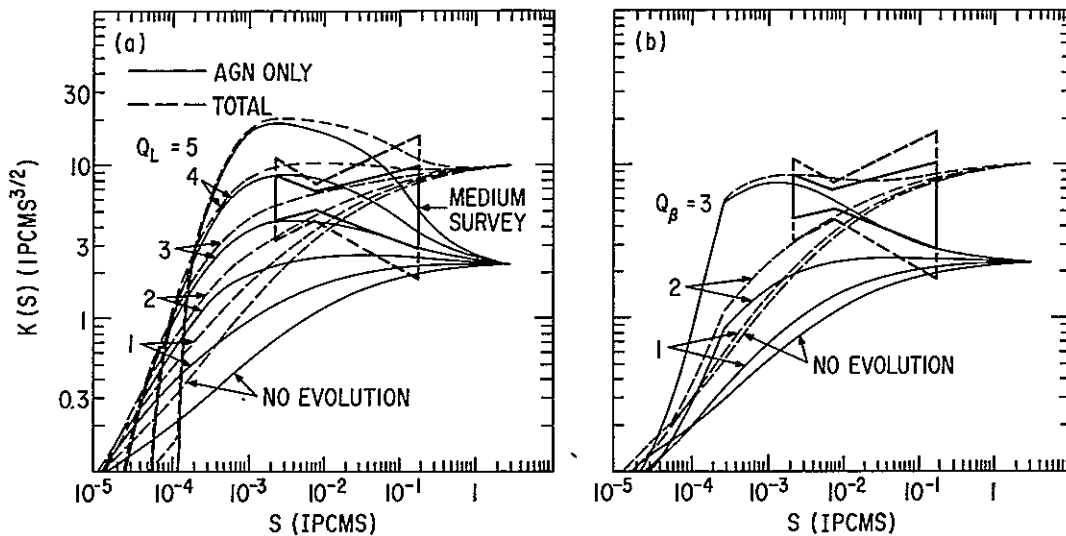 (a)
AGN ONLY
TOTAL
30
Q_L = 5
10
4
MEDIUM
SURVEY
3
3
2
1
1
NO EVOLUTION
0.3
K(S) (IPCMS^3/2)
10^-5 10^-4 10^-3 10^-2 10^-1 1
S (IPCMS)
(b)
Q_β = 3
2
1
NO EVOLUTION
10^-5 10^-4 10^-3 10^-2 10^-1 1
S (IPCMS)